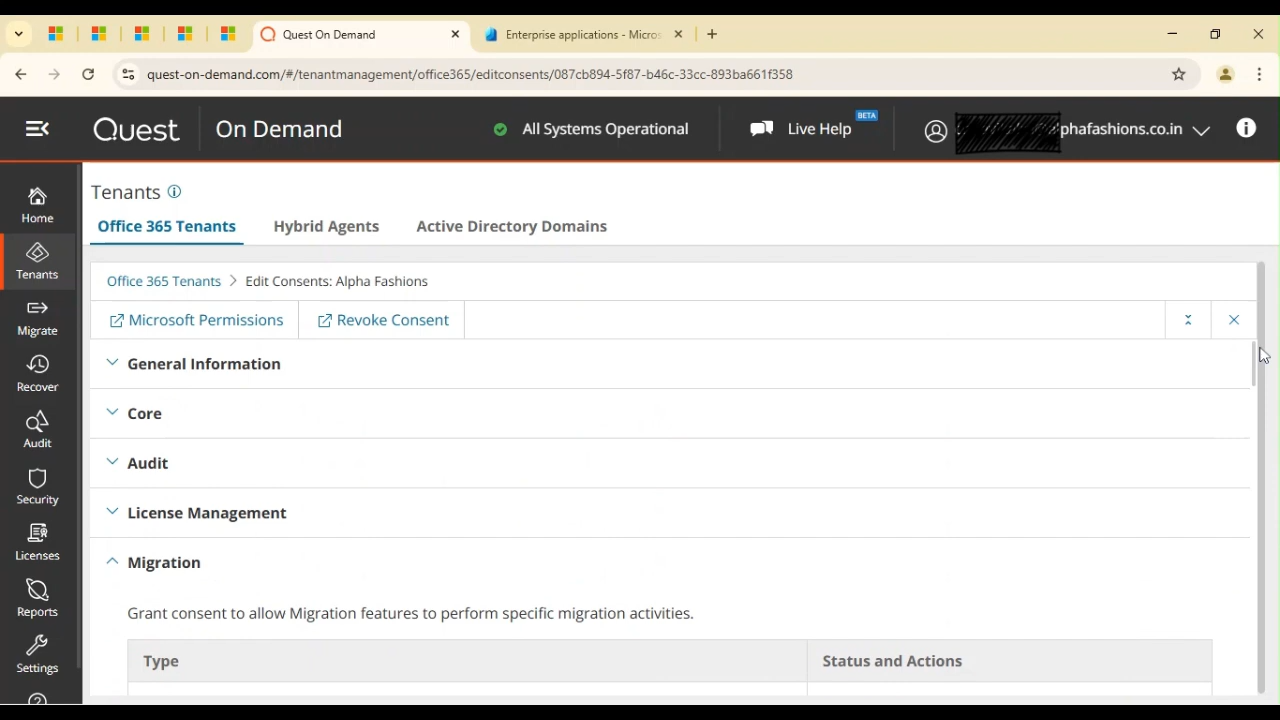 Quest On Demand
Enterprise applications - Micros
quest-on-demand.com/#/tenantmanagement/office365/editconsents/087cb894-5f87-b46c-33cc-893ba661f358
Quest On Demand
All Systems Operational
Live Help BETA
phafashions.co.in
Home
Tenants
Migrate
Recover
Audit
Security
Licenses
Reports
Settings
Tenants
Office 365 Tenants Hybrid Agents Active Directory Domains
Office 365 Tenants > Edit Consents: Alpha Fashions
Microsoft Permissions Revoke Consent
General Information
Core
Audit
License Management
Migration
Grant consent to allow Migration features to perform specific migration activities.
Type Status and Actions